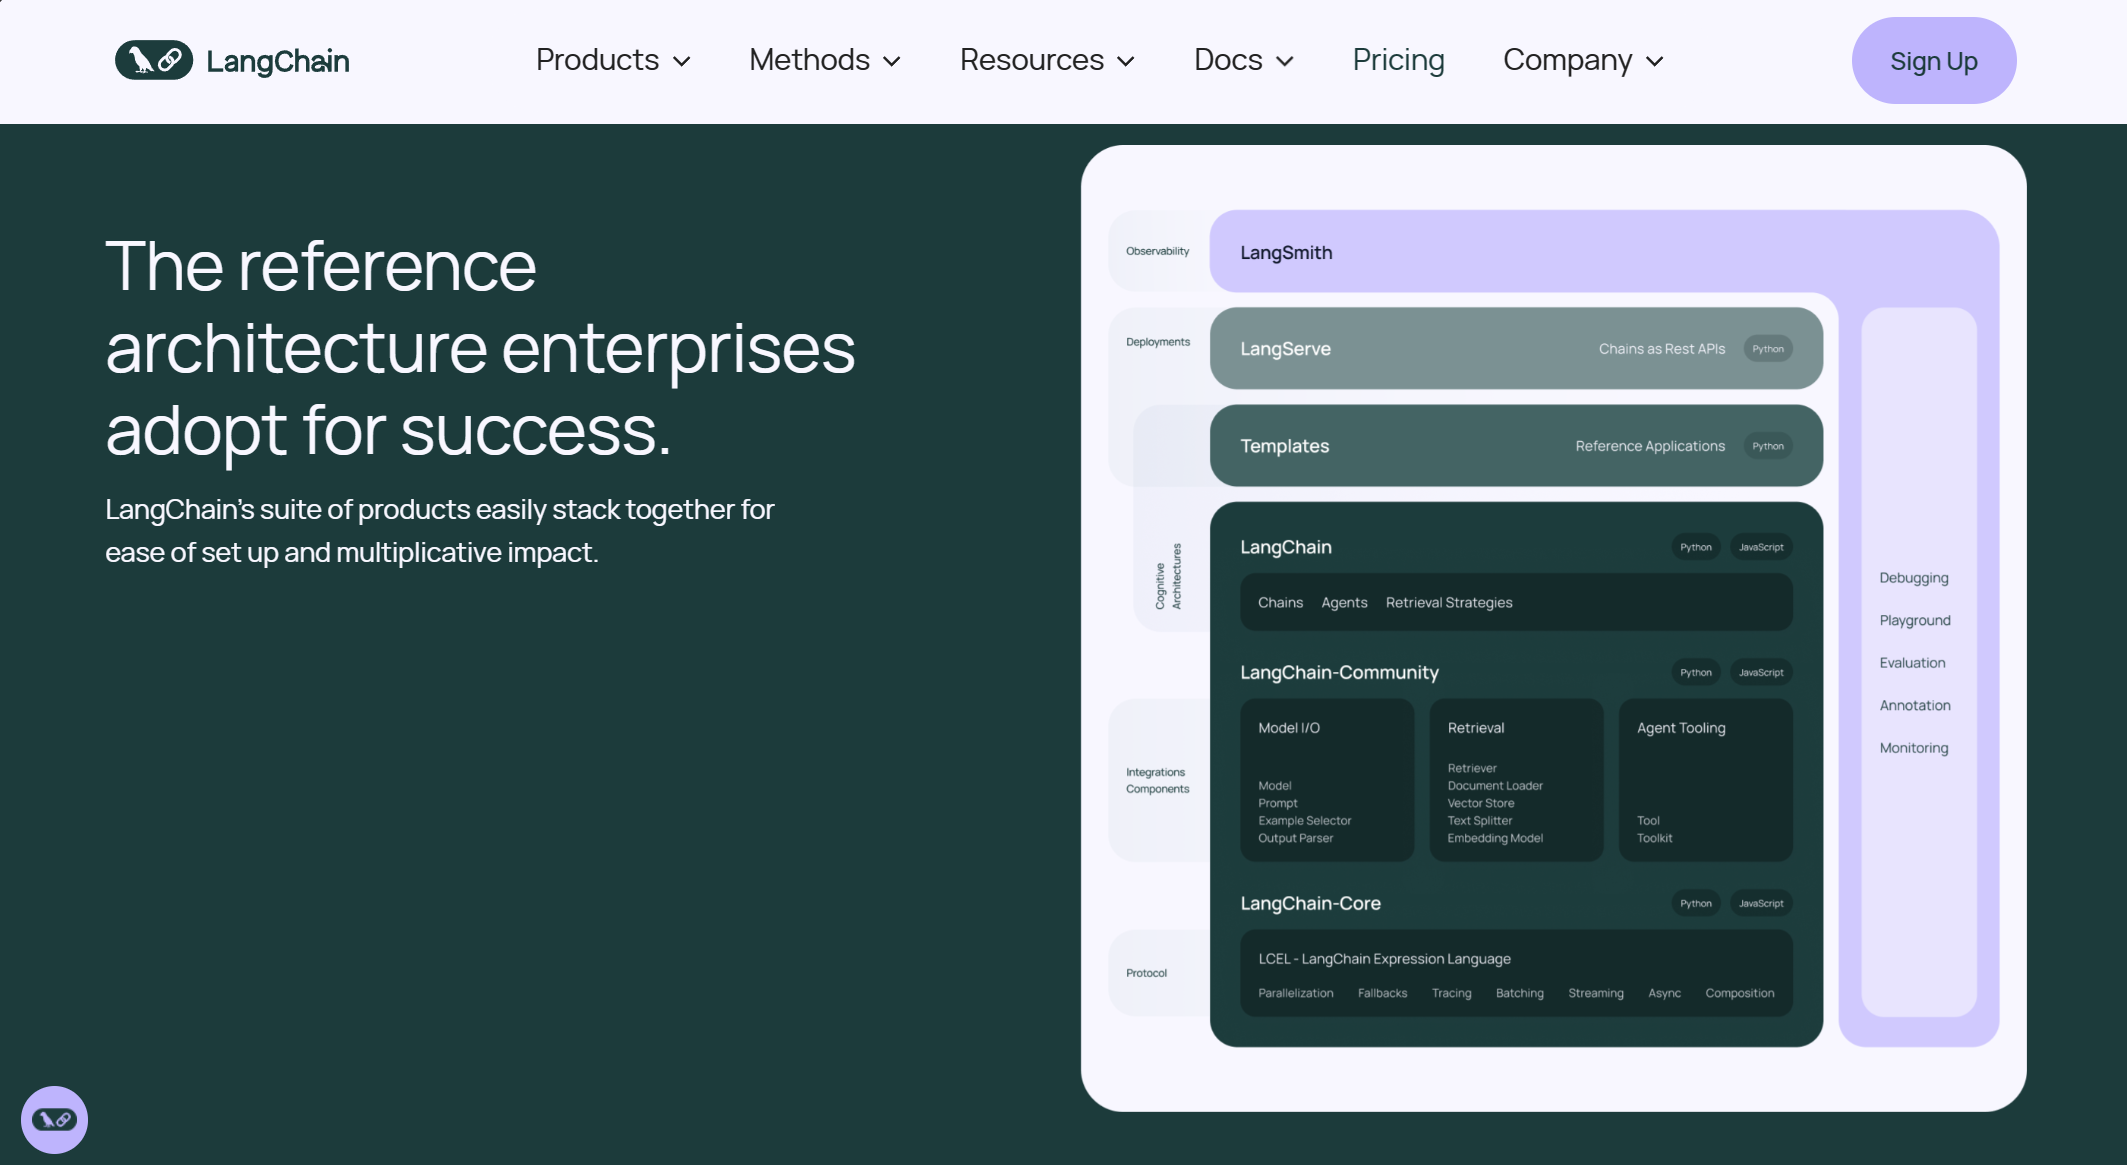 LangChain
Products
Methods
Resources
Docs
Pricing
Company
Sign Up
The reference
architecture enterprises
adopt for success.
LangChain’s suite of products easily stack together for
ease of set up and multiplicative impact.
Observability
LangSmith
Deployments
LangServe
Chains as Rest APIs
Python
Templates
Reference Applications
Python
Cognitive
Architectures
LangChain
Python
JavaScript
Chains
Agents
Retrieval Strategies
LangChain-Community
Python
JavaScript
Integrations
Components
Model I/O
Model
Prompt
Example Selector
Output Parser
Retrieval
Retriever
Document Loader
Vector Store
Text Splitter
Embedding Model
Agent Tooling
Tool
Toolkit
LangChain-Core
Python
JavaScript
Protocol
LCEL - LangChain Expression Language
Parallelization
Fallbacks
Tracing
Batching
Streaming
Async
Composition
Debugging
Playground
Evaluation
Annotation
Monitoring